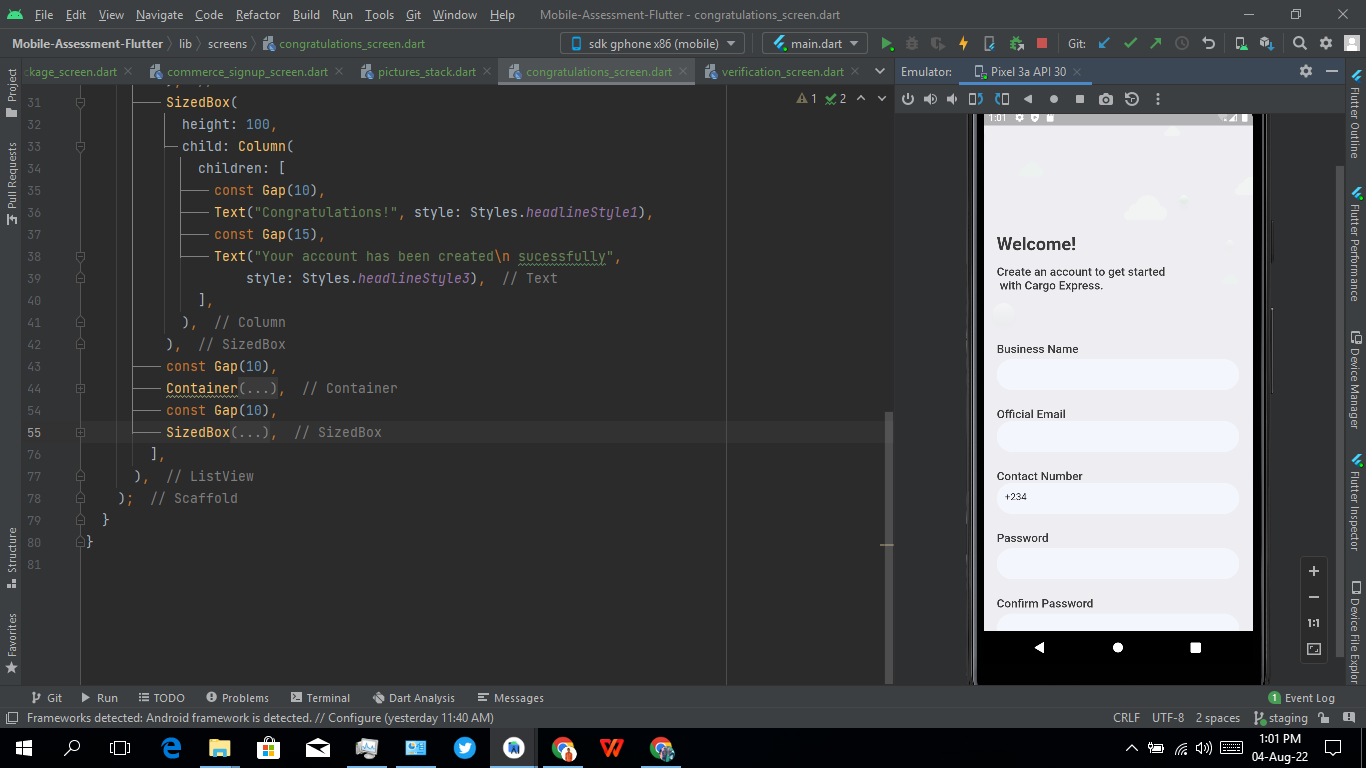 File Edit View Navigate Code Refactor Build Run Tools Git Window Help Mobile-Assessment-Flutter - congratulations_screen.dart
Mobile-Assessment-Flutter lib screens congratulations_screen.dart sdk gphone x86 (mobile) main.dart Git:
ckage_screen.dart commerce_signup_screen.dart pictures_stack.dart congratulations_screen.dart verification_screen.dart Emulator: Pixel 3a API 30
Project
Pull Requests
Structure
Favorites
1 2
31 SizedBox(
32 height: 100,
33 child: Column(
34 children: [
35 const Gap(10),
36 Text("Congratulations!", style: Styles.headlineStyle1),
37 const Gap(15),
38 Text("Your account has been created\n sucessfully",
39 style: Styles.headlineStyle3), // Text
40 ],
41 ), // Column
42 ), // SizedBox
43 const Gap(10),
44 Container(...), // Container
54 const Gap(10),
55 SizedBox(...), // SizedBox
76 ],
77 ), // ListView
78 ); // Scaffold
79 }
80 }
81
1:01
Welcome!
Create an account to get started
with Cargo Express.
Business Name
Official Email
Contact Number
+234
Password
Confirm Password
1:1
Flutter Outline
Flutter Performance
Device Manager
Flutter Inspector
Device File Explor
Git Run TODO Problems Terminal Dart Analysis Messages 1 Event Log
Frameworks detected: Android framework is detected. // Configure (yesterday 11:40 AM) CRLF UTF-8 2 spaces staging
1:01 PM
04-Aug-22